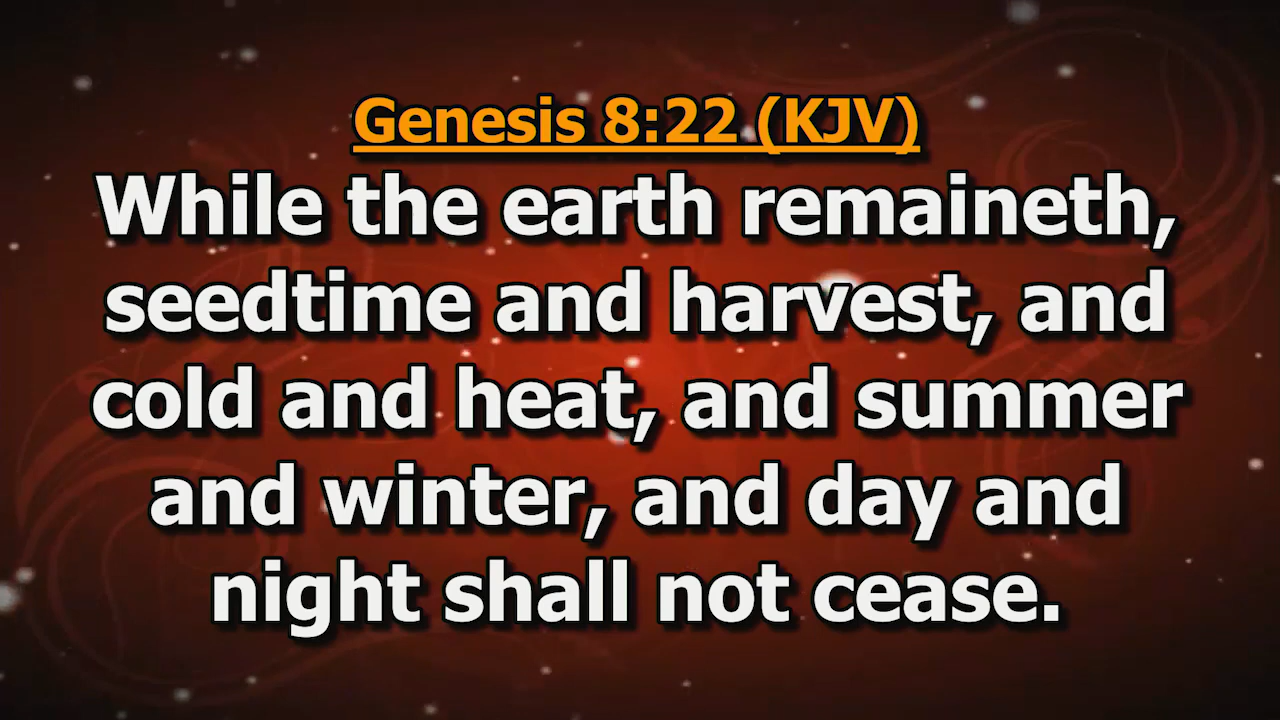 Genesis 8:22 (KJV)
While the earth remaineth,
seedtime and harvest, and
cold and heat, and summer
and winter, and day and
night shall not cease.